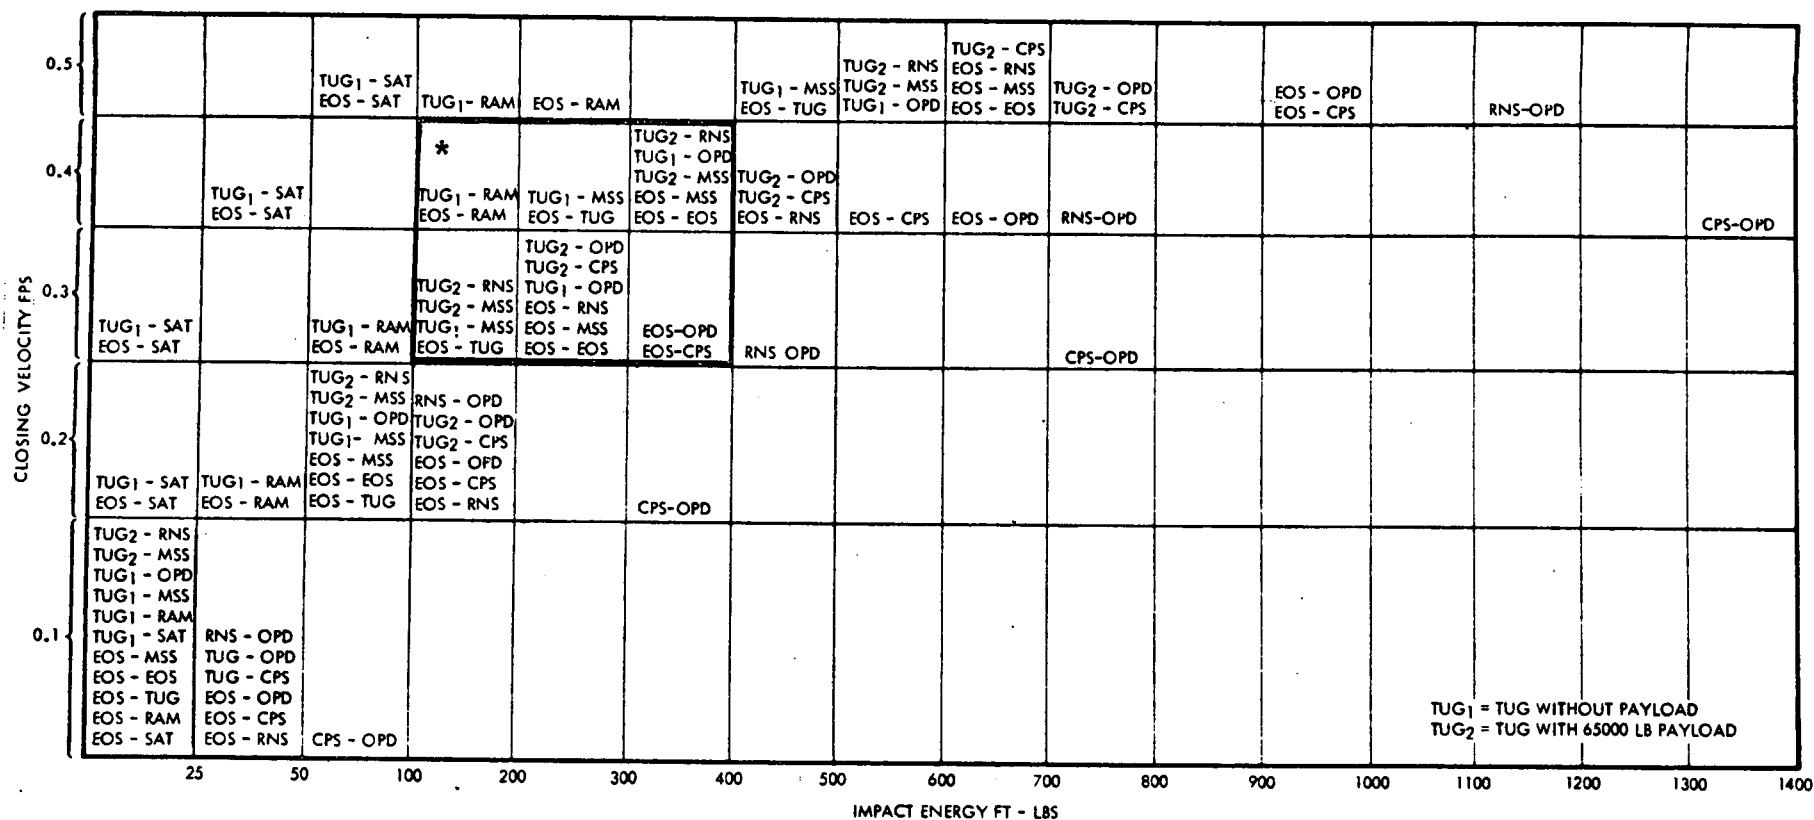 CLOSING VELOCITY FPS
0.5
TUG1 - SAT
EOS - SAT
TUG1 - RAM
EOS - RAM
TUG1 - MSS
EOS - TUG
TUG2 - RNS
TUG2 - MSS
TUG1 - OPD
TUG2 - CPS
EOS - RNS
EOS - MSS
EOS - EOS
TUG2 - OPD
TUG2 - CPS
EOS - OPD
EOS - CPS
RNS-OPD
0.4
TUG1 - SAT
EOS - SAT
*
TUG1 - RAM
EOS - RAM
TUG1 - MSS
EOS - TUG
TUG2 - RNS
TUG1 - OPD
TUG2 - MSS
EOS - MSS
EOS - EOS
TUG2 - OPD
TUG2 - CPS
EOS - RNS
EOS - CPS
EOS - OPD
RNS-OPD
CPS-OPD
0.3
TUG1 - SAT
EOS - SAT
TUG1 - RAM
EOS - RAM
TUG2 - RNS
TUG2 - MSS
TUG1 - MSS
EOS - TUG
TUG2 - OPD
TUG2 - CPS
TUG1 - OPD
EOS - RNS
EOS - MSS
EOS - EOS
EOS-OPD
EOS-CPS
RNS OPD
CPS-OPD
0.2
TUG1 - SAT
EOS - SAT
TUG1 - RAM
EOS - RAM
TUG2 - RNS
TUG2 - MSS
TUG1 - OPD
TUG1- MSS
EOS - MSS
EOS - EOS
EOS - TUG
RNS - OPD
TUG2 - OPD
TUG2 - CPS
EOS - OPD
EOS - CPS
EOS - RNS
CPS-OPD
0.1
TUG2 - RNS
TUG2 - MSS
TUG1 - OPD
TUG1 - MSS
TUG1 - RAM
TUG1 - SAT
EOS - MSS
EOS - EOS
EOS - TUG
EOS - RAM
EOS - SAT
RNS - OPD
TUG - OPD
TUG - CPS
EOS - OPD
EOS - CPS
EOS - RNS
CPS - OPD
TUG1 = TUG WITHOUT PAYLOAD
TUG2 = TUG WITH 65000 LB PAYLOAD
25 50 100 200 300 400 500 600 700 800 900 1000 1100 1200 1300 1400
IMPACT ENERGY FT - LBS